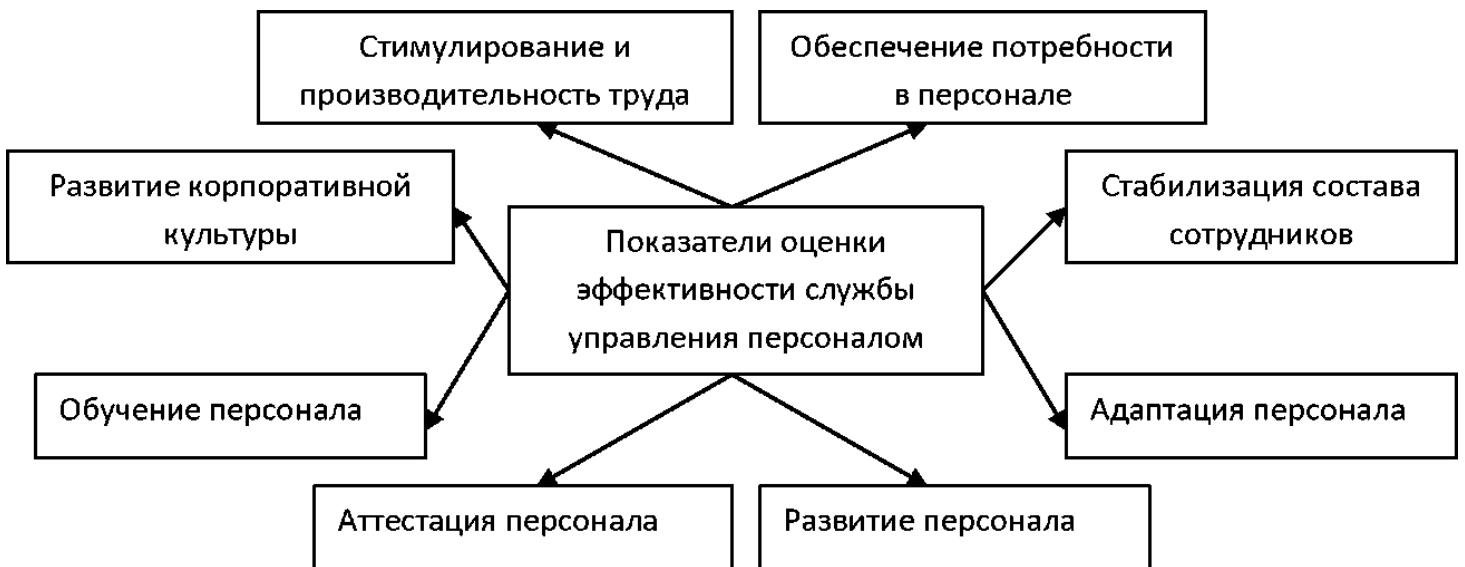 Стимулирование и
производительность труда
Обеспечение потребности
в персонале
Развитие корпоративной
культуры
Стабилизация состава
сотрудников
Показатели оценки
эффективности службы
управления персоналом
Обучение персонала
Адаптация персонала
Аттестация персонала
Развитие персонала